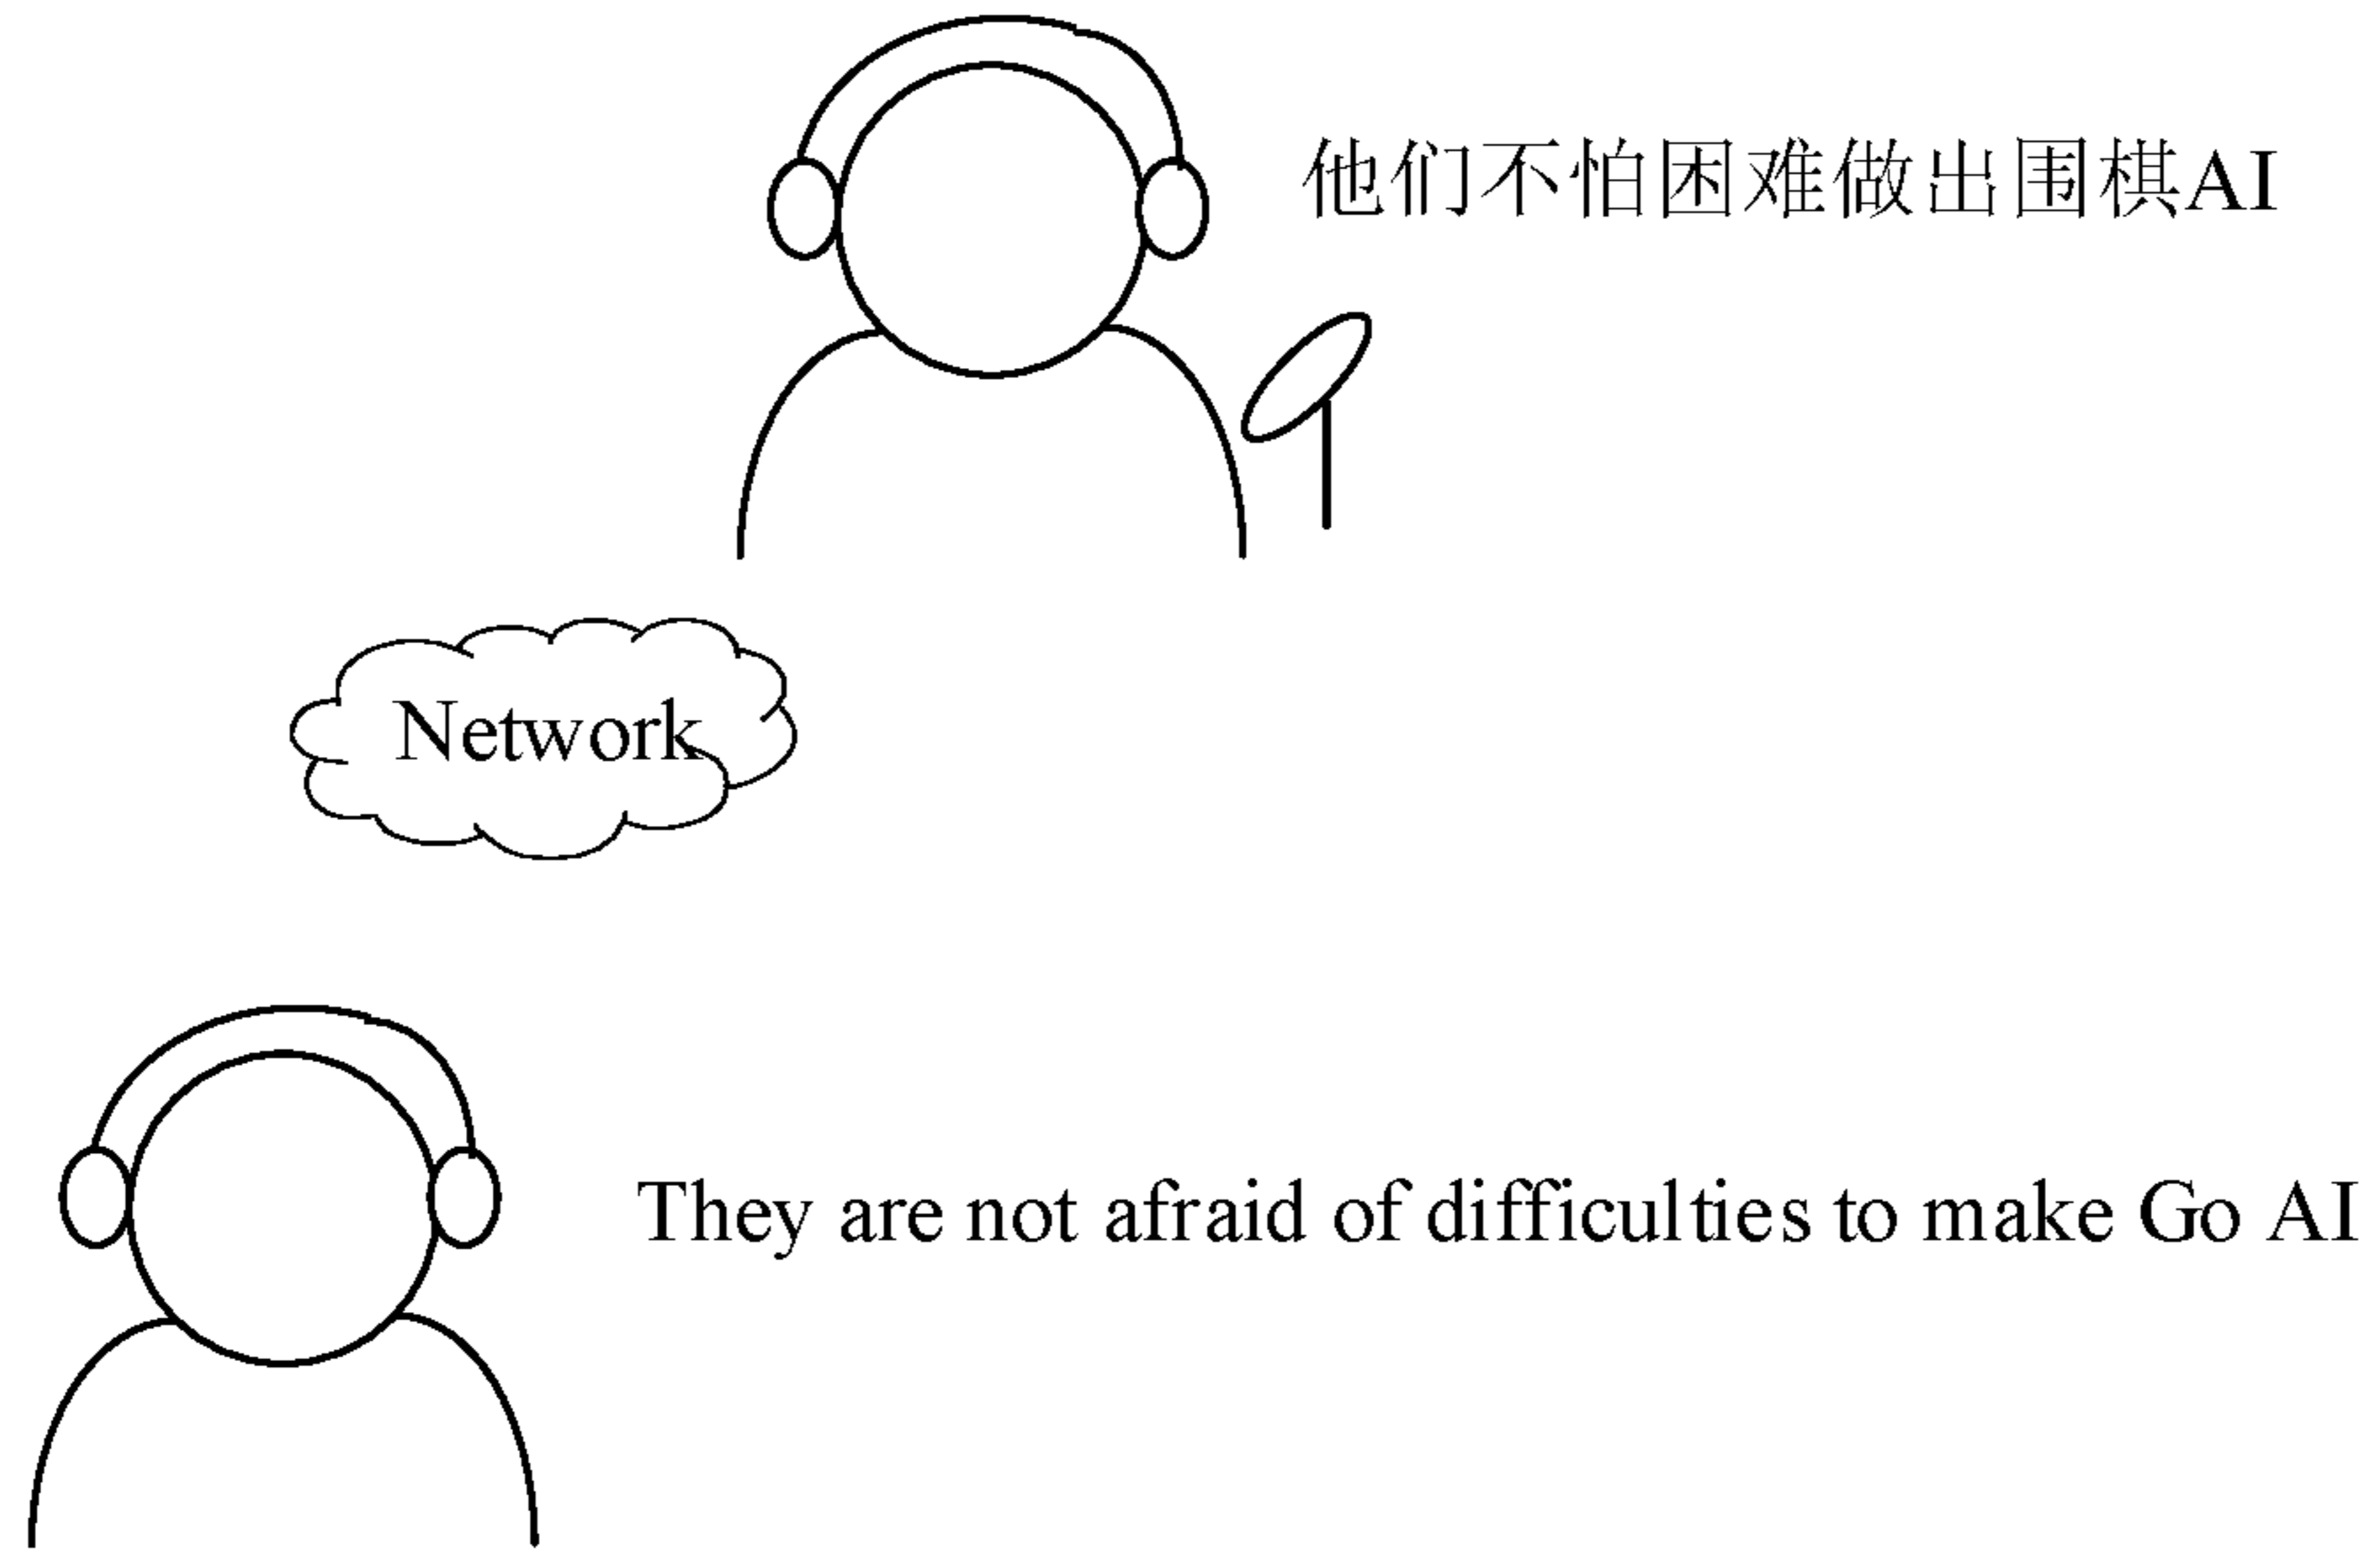 他们不怕困难做出围棋AI
Network
They are not afraid of difficulties to make Go AI